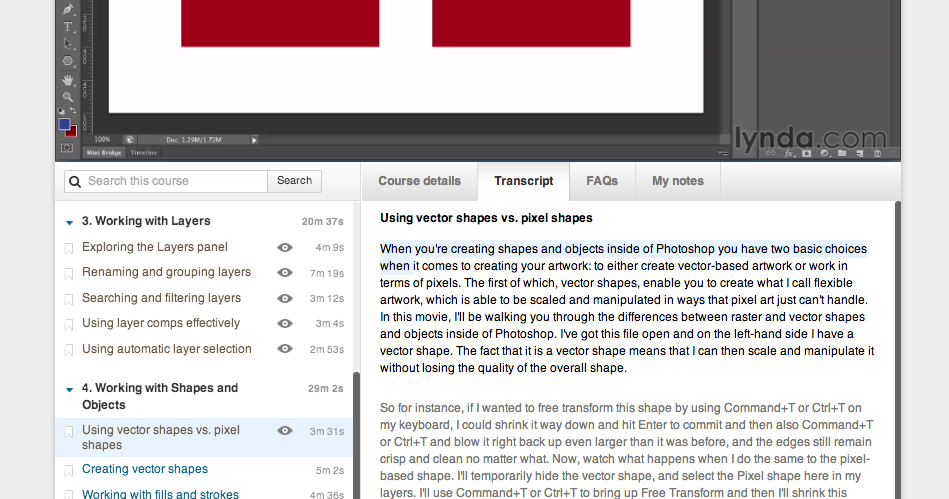 T
100%
Doc: 1.29M/1.72M
Mini Bridge
Timeline
lynda.com
fx
Search this course
Search
Course details
Transcript
FAQs
My notes
3. Working with Layers
20m 37s
Exploring the Layers panel
4m 9s
Renaming and grouping layers
7m 19s
Searching and filtering layers
3m 12s
Using layer comps effectively
3m 4s
Using automatic layer selection
2m 53s
4. Working with Shapes and
Objects
29m 2s
Using vector shapes vs. pixel
shapes
3m 31s
Creating vector shapes
5m 2s
Working with fills and strokes
4m 36s
Using vector shapes vs. pixel shapes
When you're creating shapes and objects inside of Photoshop you have two basic choices
when it comes to creating your artwork: to either create vector-based artwork or work in
terms of pixels. The first of which, vector shapes, enable you to create what I call flexible
artwork, which is able to be scaled and manipulated in ways that pixel art just can't handle.
In this movie, I'll be walking you through the differences between raster and vector shapes
and objects inside of Photoshop. I've got this file open and on the left-hand side I have a
vector shape. The fact that it is a vector shape means that I can then scale and manipulate it
without losing the quality of the overall shape.
So for instance, if I wanted to free transform this shape by using Command+T or Ctrl+T on
my keyboard, I could shrink it way down and hit Enter to commit and then also Command+T
or Ctrl+T and blow it right back up even larger than it was before, and the edges still remain
crisp and clean no matter what. Now, watch what happens when I do the same to the pixel-
based shape. I'll temporarily hide the vector shape, and select the Pixel shape here in my
layers. I'll use Command+T or Ctrl+T to bring up Free Transform and then I'll shrink this